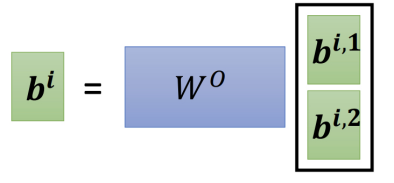 b^i = W^O b^{i,1}
b^{i,2}